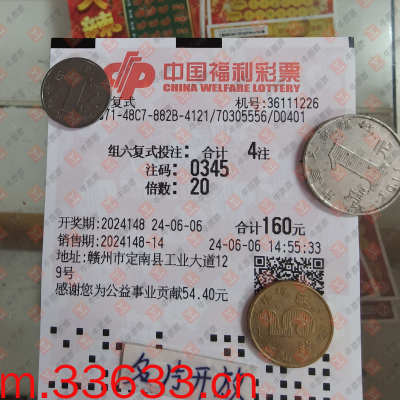 中国福利彩票
CHINA WELFARE LOTTERY
复式 机号:36111226
71-48C7-882B-4121/70305556/D0401
组六复式投注: 合计 4注
注码: 0345
倍数: 20
开奖期:2024148 24-06-06 合计160元
销售期:2024148-14 24-06-06 14:55:33
地址:赣州市定南县工业大道12
9号
感谢您为公益事业贡献54.40元
m.33633.cn